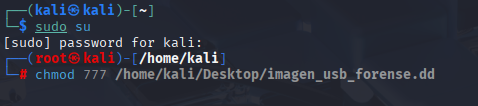 ┌──(kali㉿kali)-[~]
└─$ sudo su
[sudo] password for kali:
┌──(root㉿kali)-[/home/kali]
└─# chmod 777 /home/kali/Desktop/imagen_usb_forense.dd